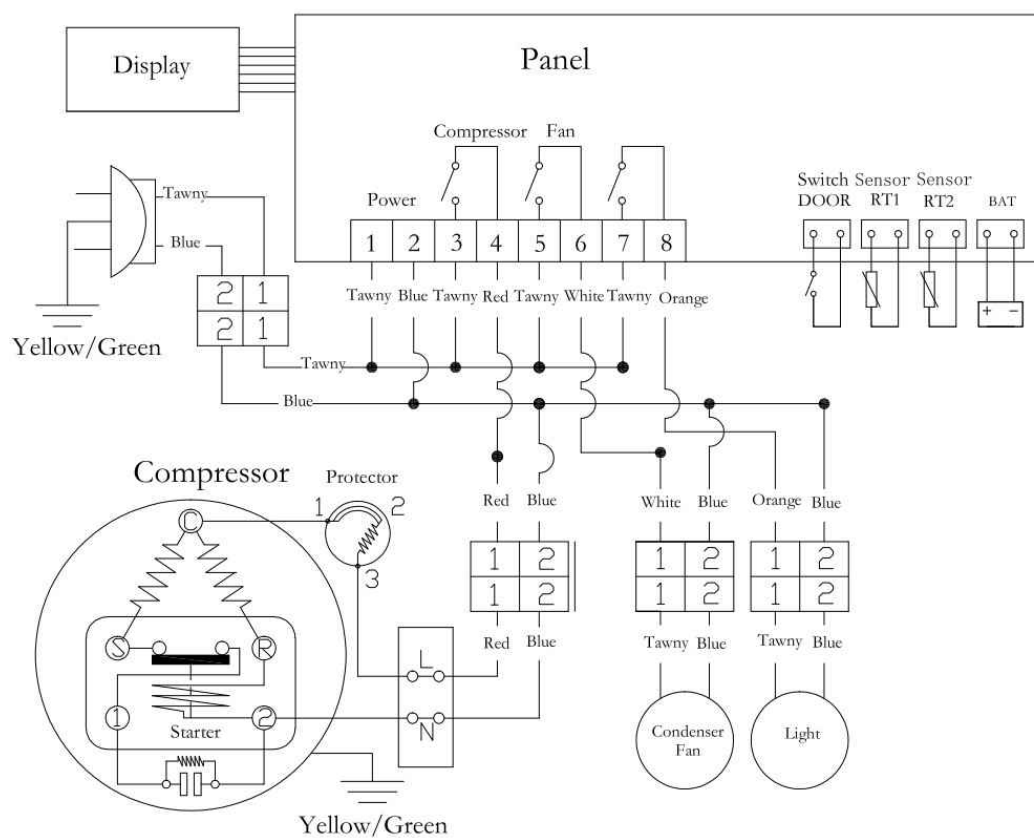 Display
Panel
Compressor Fan
Switch Sensor Sensor
DOOR RT1 RT2 BAT
Tawny
Power
1 2 3 4 5 6 7 8
Blue
Tawny Blue Tawny Red Tawny White Tawny Orange
2 1
2 1
+ −
Yellow/Green
Tawny
Blue
Compressor
Protector
Red Blue White Blue Orange Blue
1 2
C
3
1 2 1 2 1 2
1 2 1 2 1 2
S R
Red Blue Tawny Blue Tawny Blue
L
1 2
N
Starter
Condenser
Fan
Light
Yellow/Green